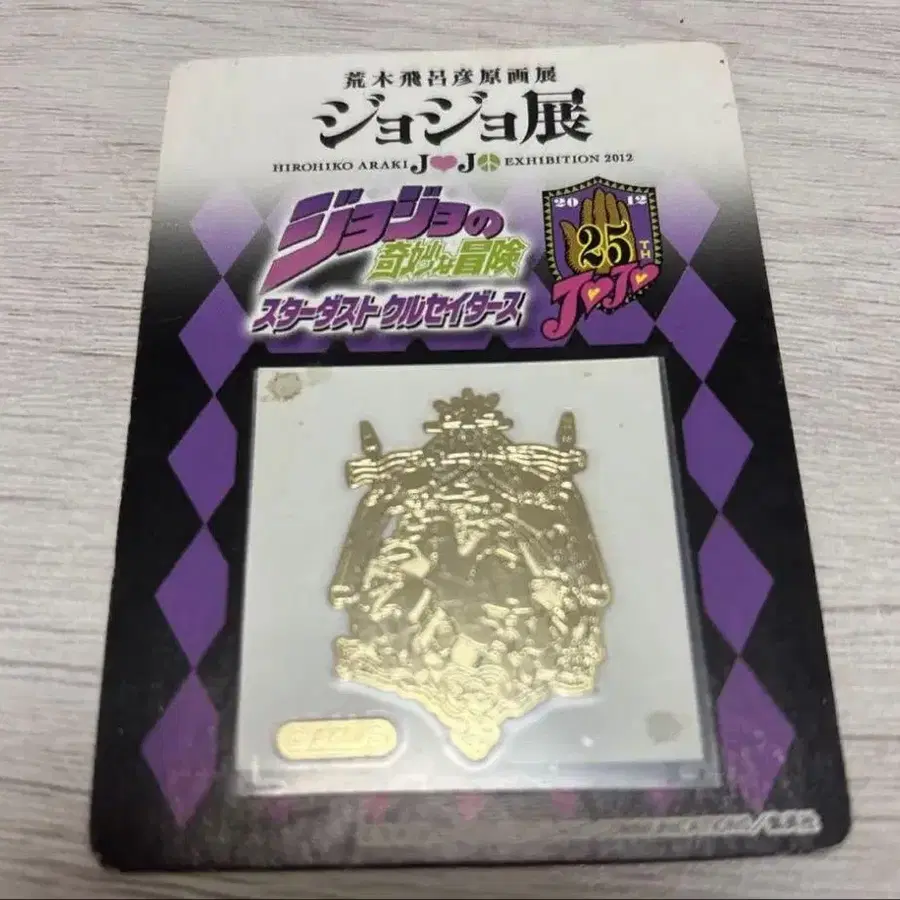 荒木飛呂彦原画展
ジョジョ展
HIROHIKO ARAKI JOJO EXHIBITION 2012
ジョジョの
奇妙な冒険
スターダスト クルセイダース
2012
25TH
JoJo